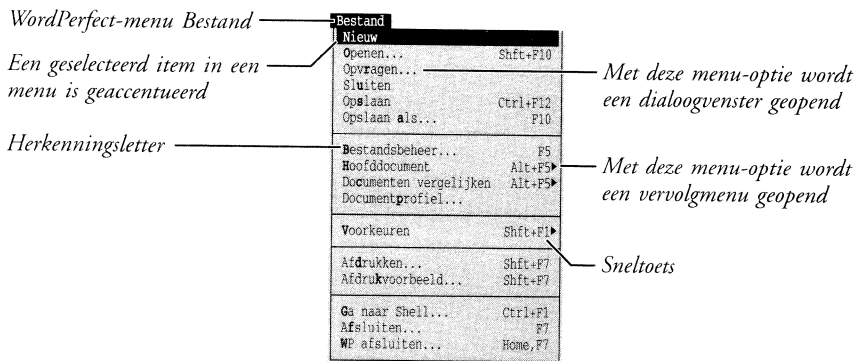 WordPerfect-menu Bestand
Een geselecteerd item in een
menu is geaccentueerd
Herkenningsletter
Bestand
Nieuw
Openen... Shft+F10
Opvragen...
Sluiten
Opslaan Ctrl+F12
Opslaan als... F10
Bestandsbeheer... F5
Hoofddocument Alt+F5▶
Documenten vergelijken Alt+F5▶
Documentprofiel...
Voorkeuren Shft+F1▶
Afdrukken... Shft+F7
Afdrukvoorbeeld... Shft+F7
Ga naar Shell... Ctrl+F1
Afsluiten... F7
WP afsluiten... Home,F7
Met deze menu-optie wordt
een dialoogvenster geopend
Met deze menu-optie wordt
een vervolgmenu geopend
Sneltoets